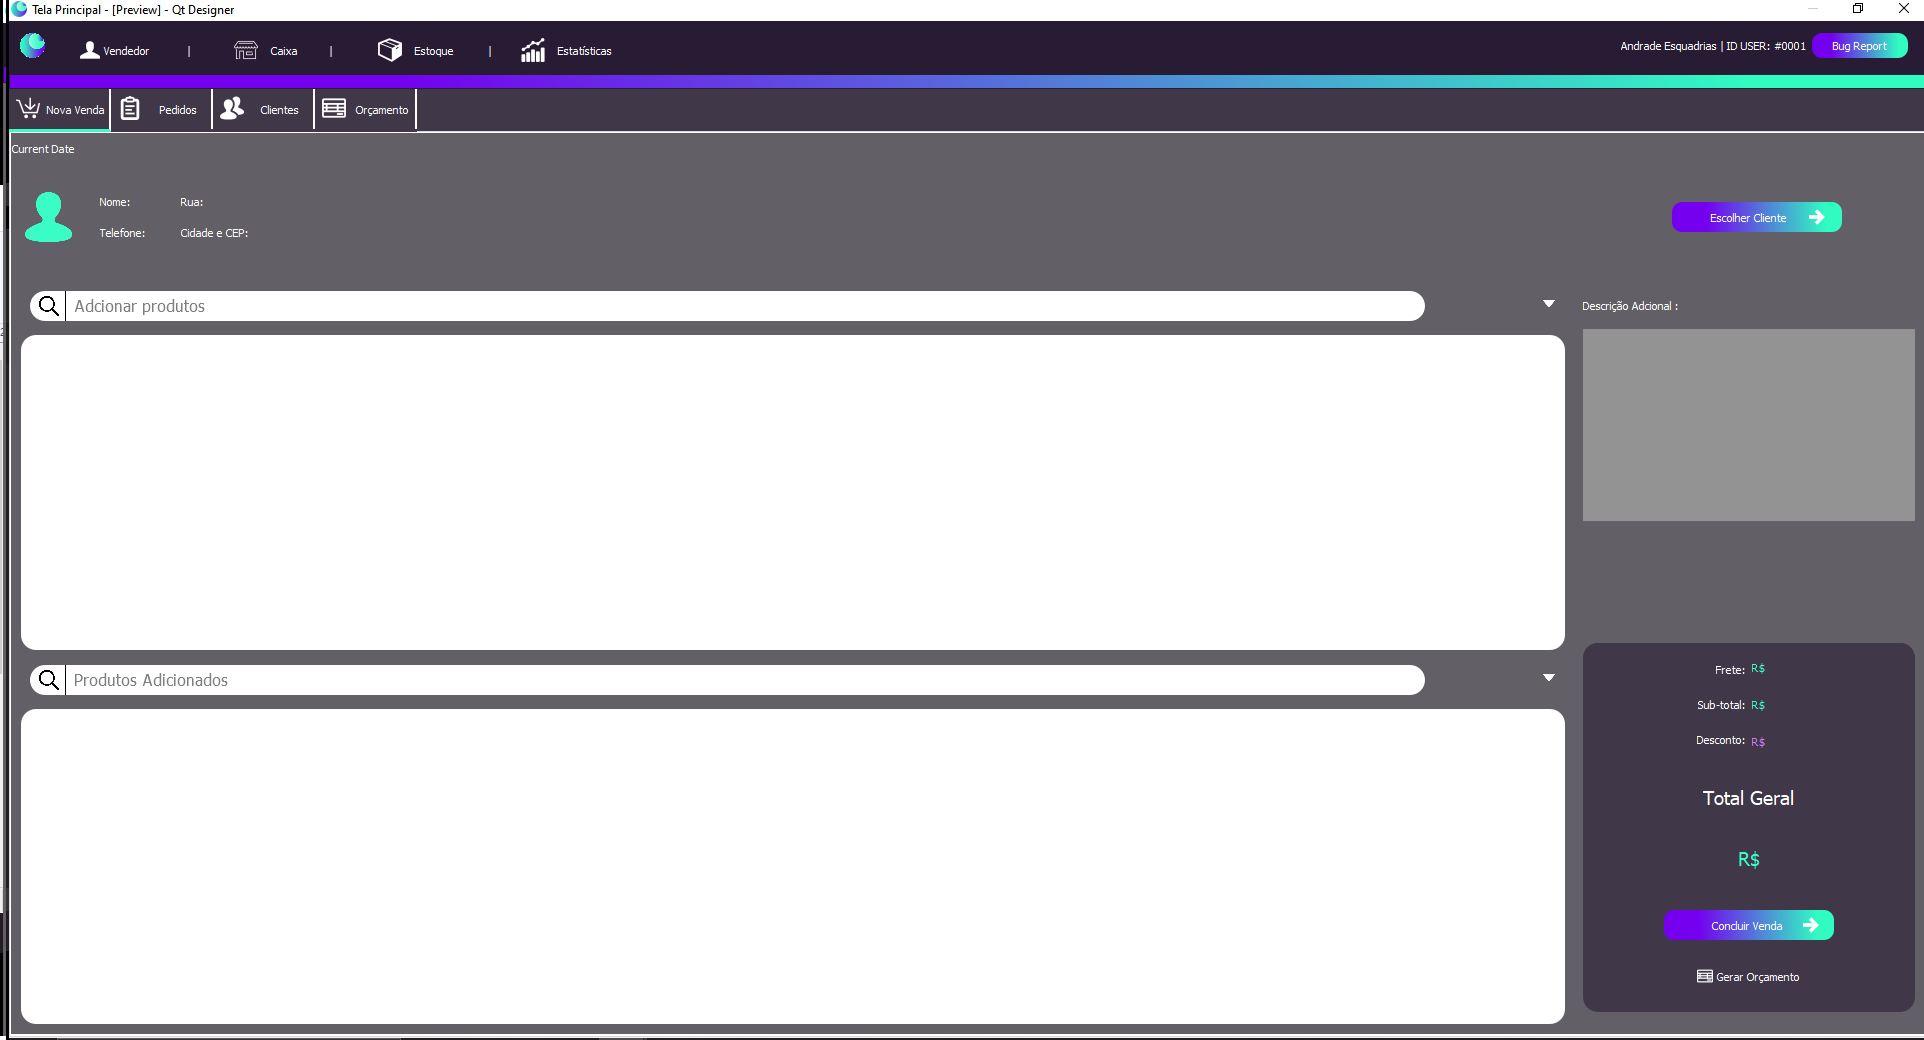 Tela Principal - [Preview] - Qt Designer
Vendedor | Caixa | Estoque | Estatísticas
Andrade Esquadrias | ID USER: #0001 Bug Report
Nova Venda Pedidos Clientes Orçamento
Current Date
Nome: Rua:
Telefone: Cidade e CEP:
Escolher Cliente
Adcionar produtos
Descrição Adcional :
Produtos Adicionados
Frete: R$
Sub-total: R$
Desconto: R$
Total Geral
R$
Concluir Venda
Gerar Orçamento